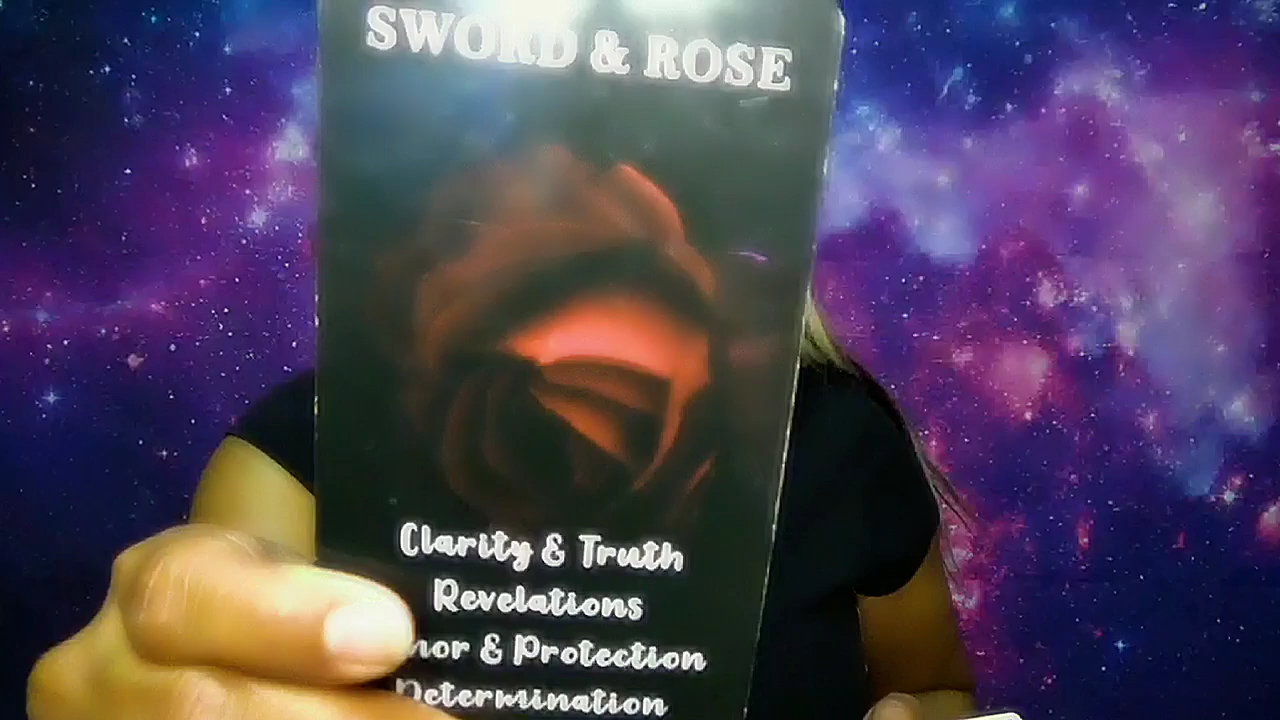 SWORD & ROSE
Clarity & Truth
Revelations
& Protection
Determination